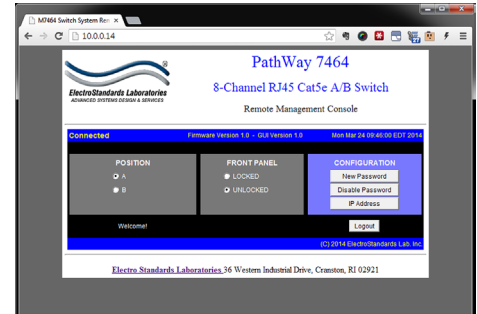 M7464 Switch System Rem
10.0.0.14
PathWay 7464
8-Channel RJ45 Cat5e A/B Switch
Remote Management Console
ElectroStandards Laboratories
ADVANCED SYSTEMS DESIGN & SERVICES
Connected Firmware Version 1.0 - GUI Version 1.0 Mon Mar 24 09:46:00 EDT 2014
POSITION FRONT PANEL CONFIGURATION
A LOCKED New Password
B UNLOCKED Disable Password
IP Address
Welcome! Logout
(C) 2014 ElectroStandards Lab, Inc.
Electro Standards Laboratories 36 Western Industrial Drive, Cranston, RI 02921